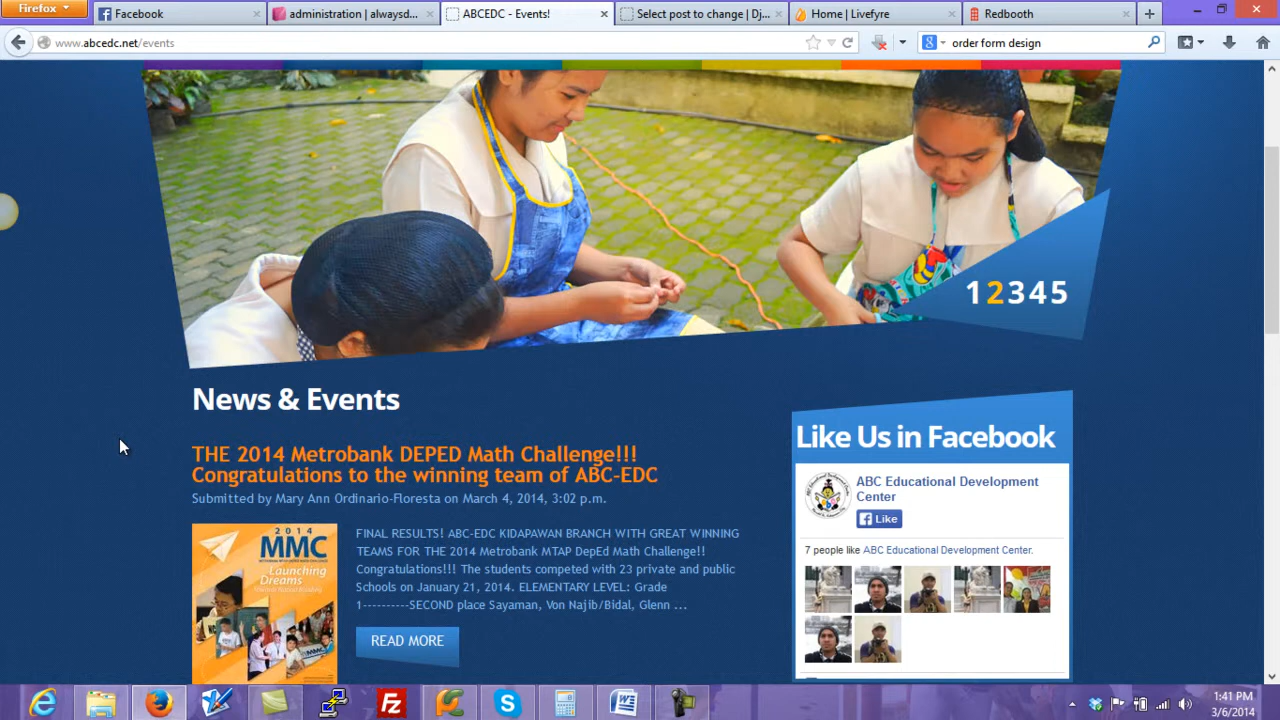 Firefox
Facebook
administration | alwaysd...
ABCEDC - Events!
Select post to change | Dj...
Home | Livefyre
Redbooth
www.abcedc.net/events
order form design
1 2 3 4 5
News & Events
THE 2014 Metrobank DEPED Math Challenge!!!
Congratulations to the winning team of ABC-EDC
Submitted by Mary Ann Ordinario-Floresta on March 4, 2014, 3:02 p.m.
2014
MMC
Launching
Dreams
FINAL RESULTS! ABC-EDC KIDAPAWAN BRANCH WITH GREAT WINNING
TEAMS FOR THE 2014 Metrobank MTAP DepEd Math Challenge!!
Congratulations!!! The students competed with 23 private and public
Schools on January 21, 2014. ELEMENTARY LEVEL: Grade
1----------SECOND place Sayaman, Von Najib/Bidal, Glenn ...
READ MORE
Like Us in Facebook
ABC Educational Development
Center
Like
7 people like ABC Educational Development Center.
1:41 PM
3/6/2014